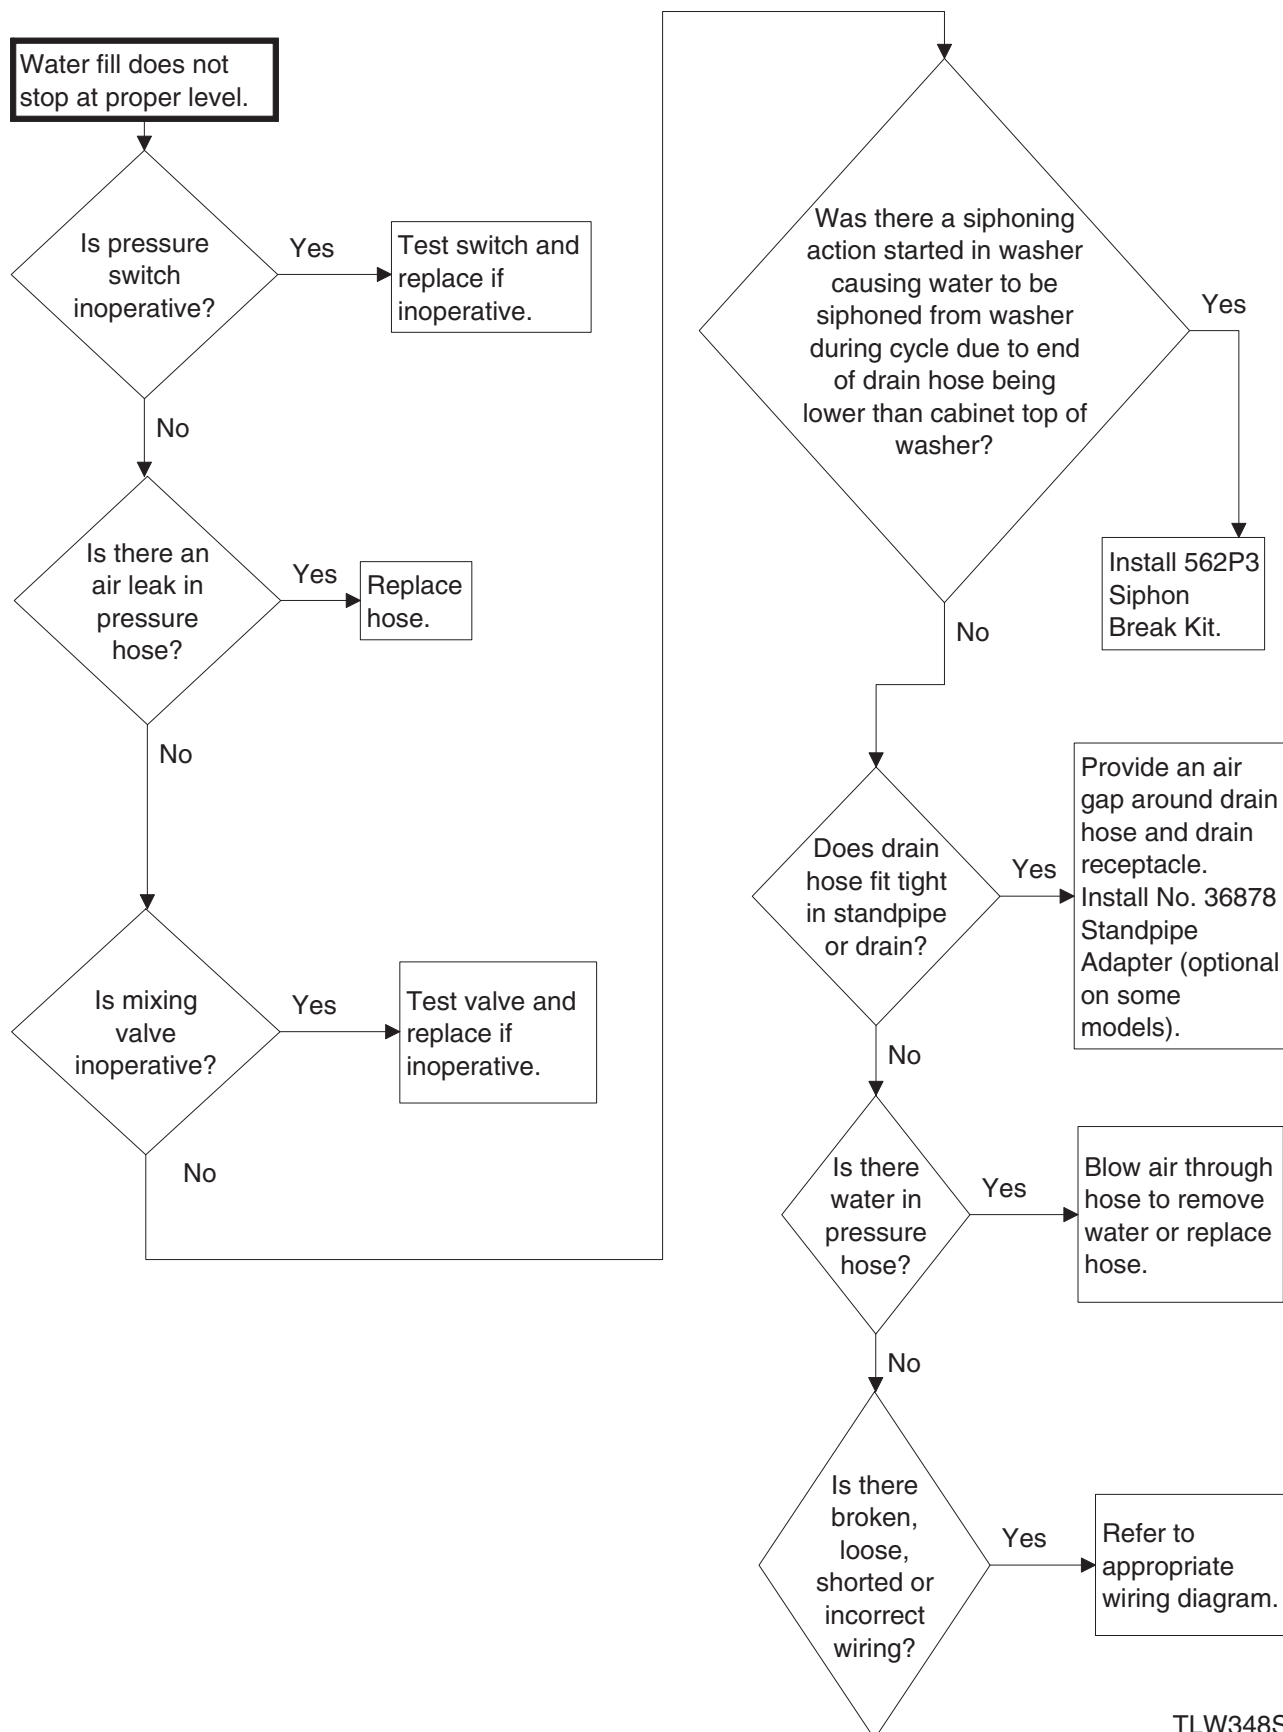 Water fill does not
stop at proper level.
Is pressure
switch
inoperative?
Yes
Test switch and
replace if
inoperative.
No
Is there an
air leak in
pressure
hose?
Yes
Replace
hose.
No
Is mixing
valve
inoperative?
Yes
Test valve and
replace if
inoperative.
No
Was there a siphoning
action started in washer
causing water to be
siphoned from washer
during cycle due to end
of drain hose being
lower than cabinet top of
washer?
Yes
Install 562P3
Siphon
Break Kit.
No
Does drain
hose fit tight
in standpipe
or drain?
Yes
Provide an air
gap around drain
hose and drain
receptacle.
Install No. 36878
Standpipe
Adapter (optional
on some
models).
No
Is there
water in
pressure
hose?
Yes
Blow air through
hose to remove
water or replace
hose.
No
Is there
broken,
loose,
shorted or
incorrect
wiring?
Yes
Refer to
appropriate
wiring diagram.
TLW348S